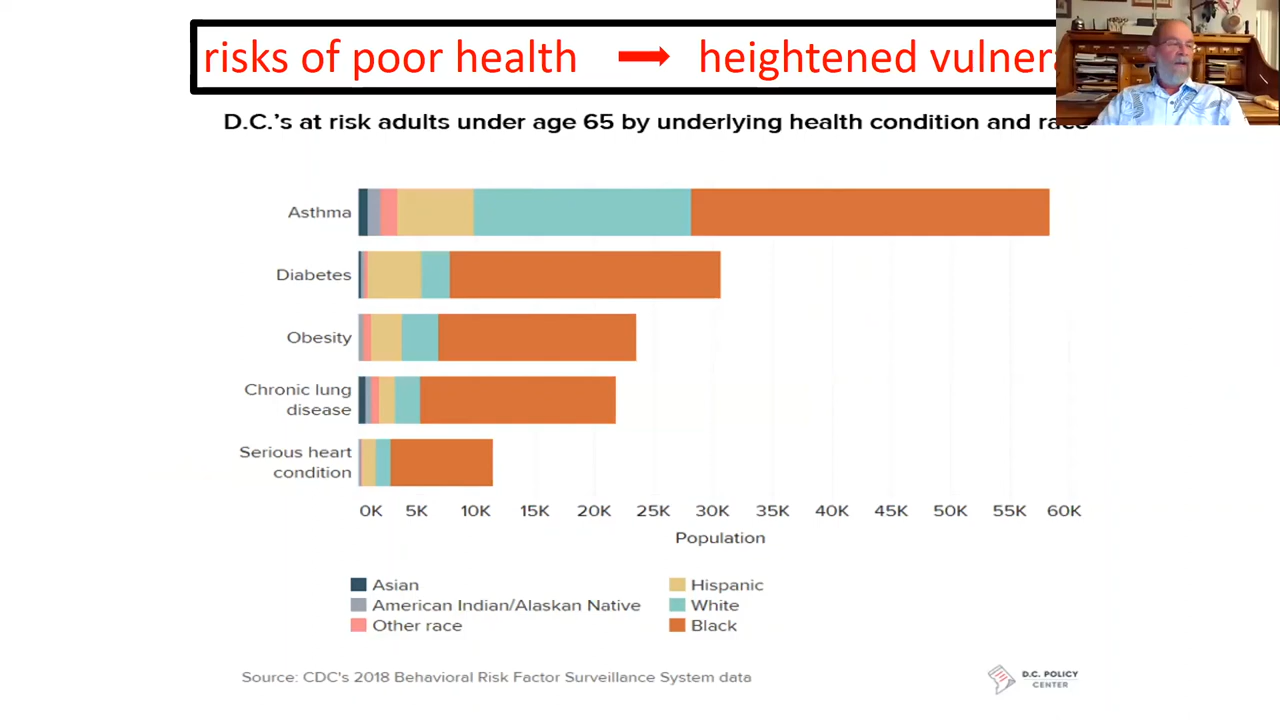 risks of poor health → heightened
D.C.'s at risk adults under age 65 by underlying health condition and race
Asthma
Diabetes
Obesity
Chronic lung
disease
Serious heart
condition
0K 5K 10K 15K 20K 25K 30K 35K 40K 45K 50K 55K 60K
Population
Asian
American Indian/Alaskan Native
Other race
Hispanic
White
Black
Source: CDC's 2018 Behavioral Risk Factor Surveillance System data
D.C. POLICY
CENTER